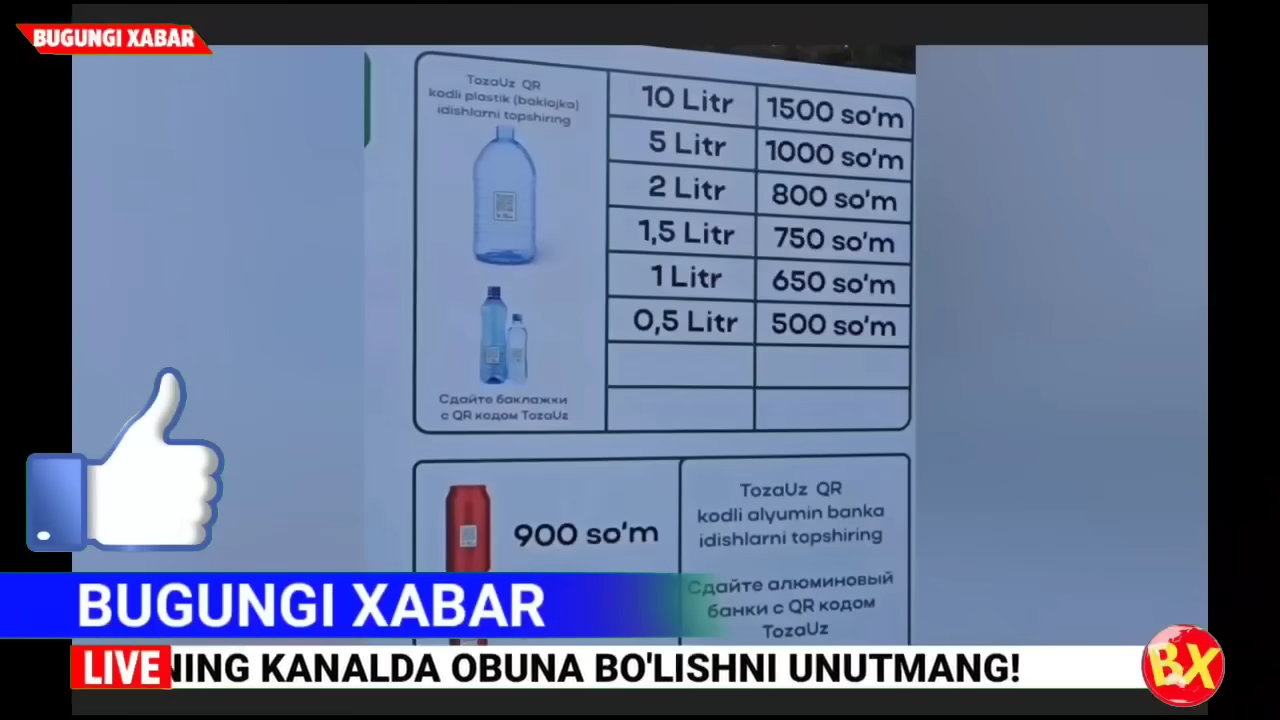 BUGUNGI XABAR
TozaUz QR
kodli plastik (baklajka)
idishlarni topshiring
10 Litr 1500 so'm
5 Litr 1000 so'm
2 Litr 800 so'm
1,5 Litr 750 so'm
1 Litr 650 so'm
0,5 Litr 500 so'm
Сдайте баклажки
с QR кодом TozaUz
900 so'm
TozaUz QR
kodli alyumin banka
idishlarni topshiring
Сдайте алюминовый
банки с QR кодом
TozaUz
BUGUNGI XABAR
LIVE NING KANALDA OBUNA BO'LISHNI UNUTMANG!
BX